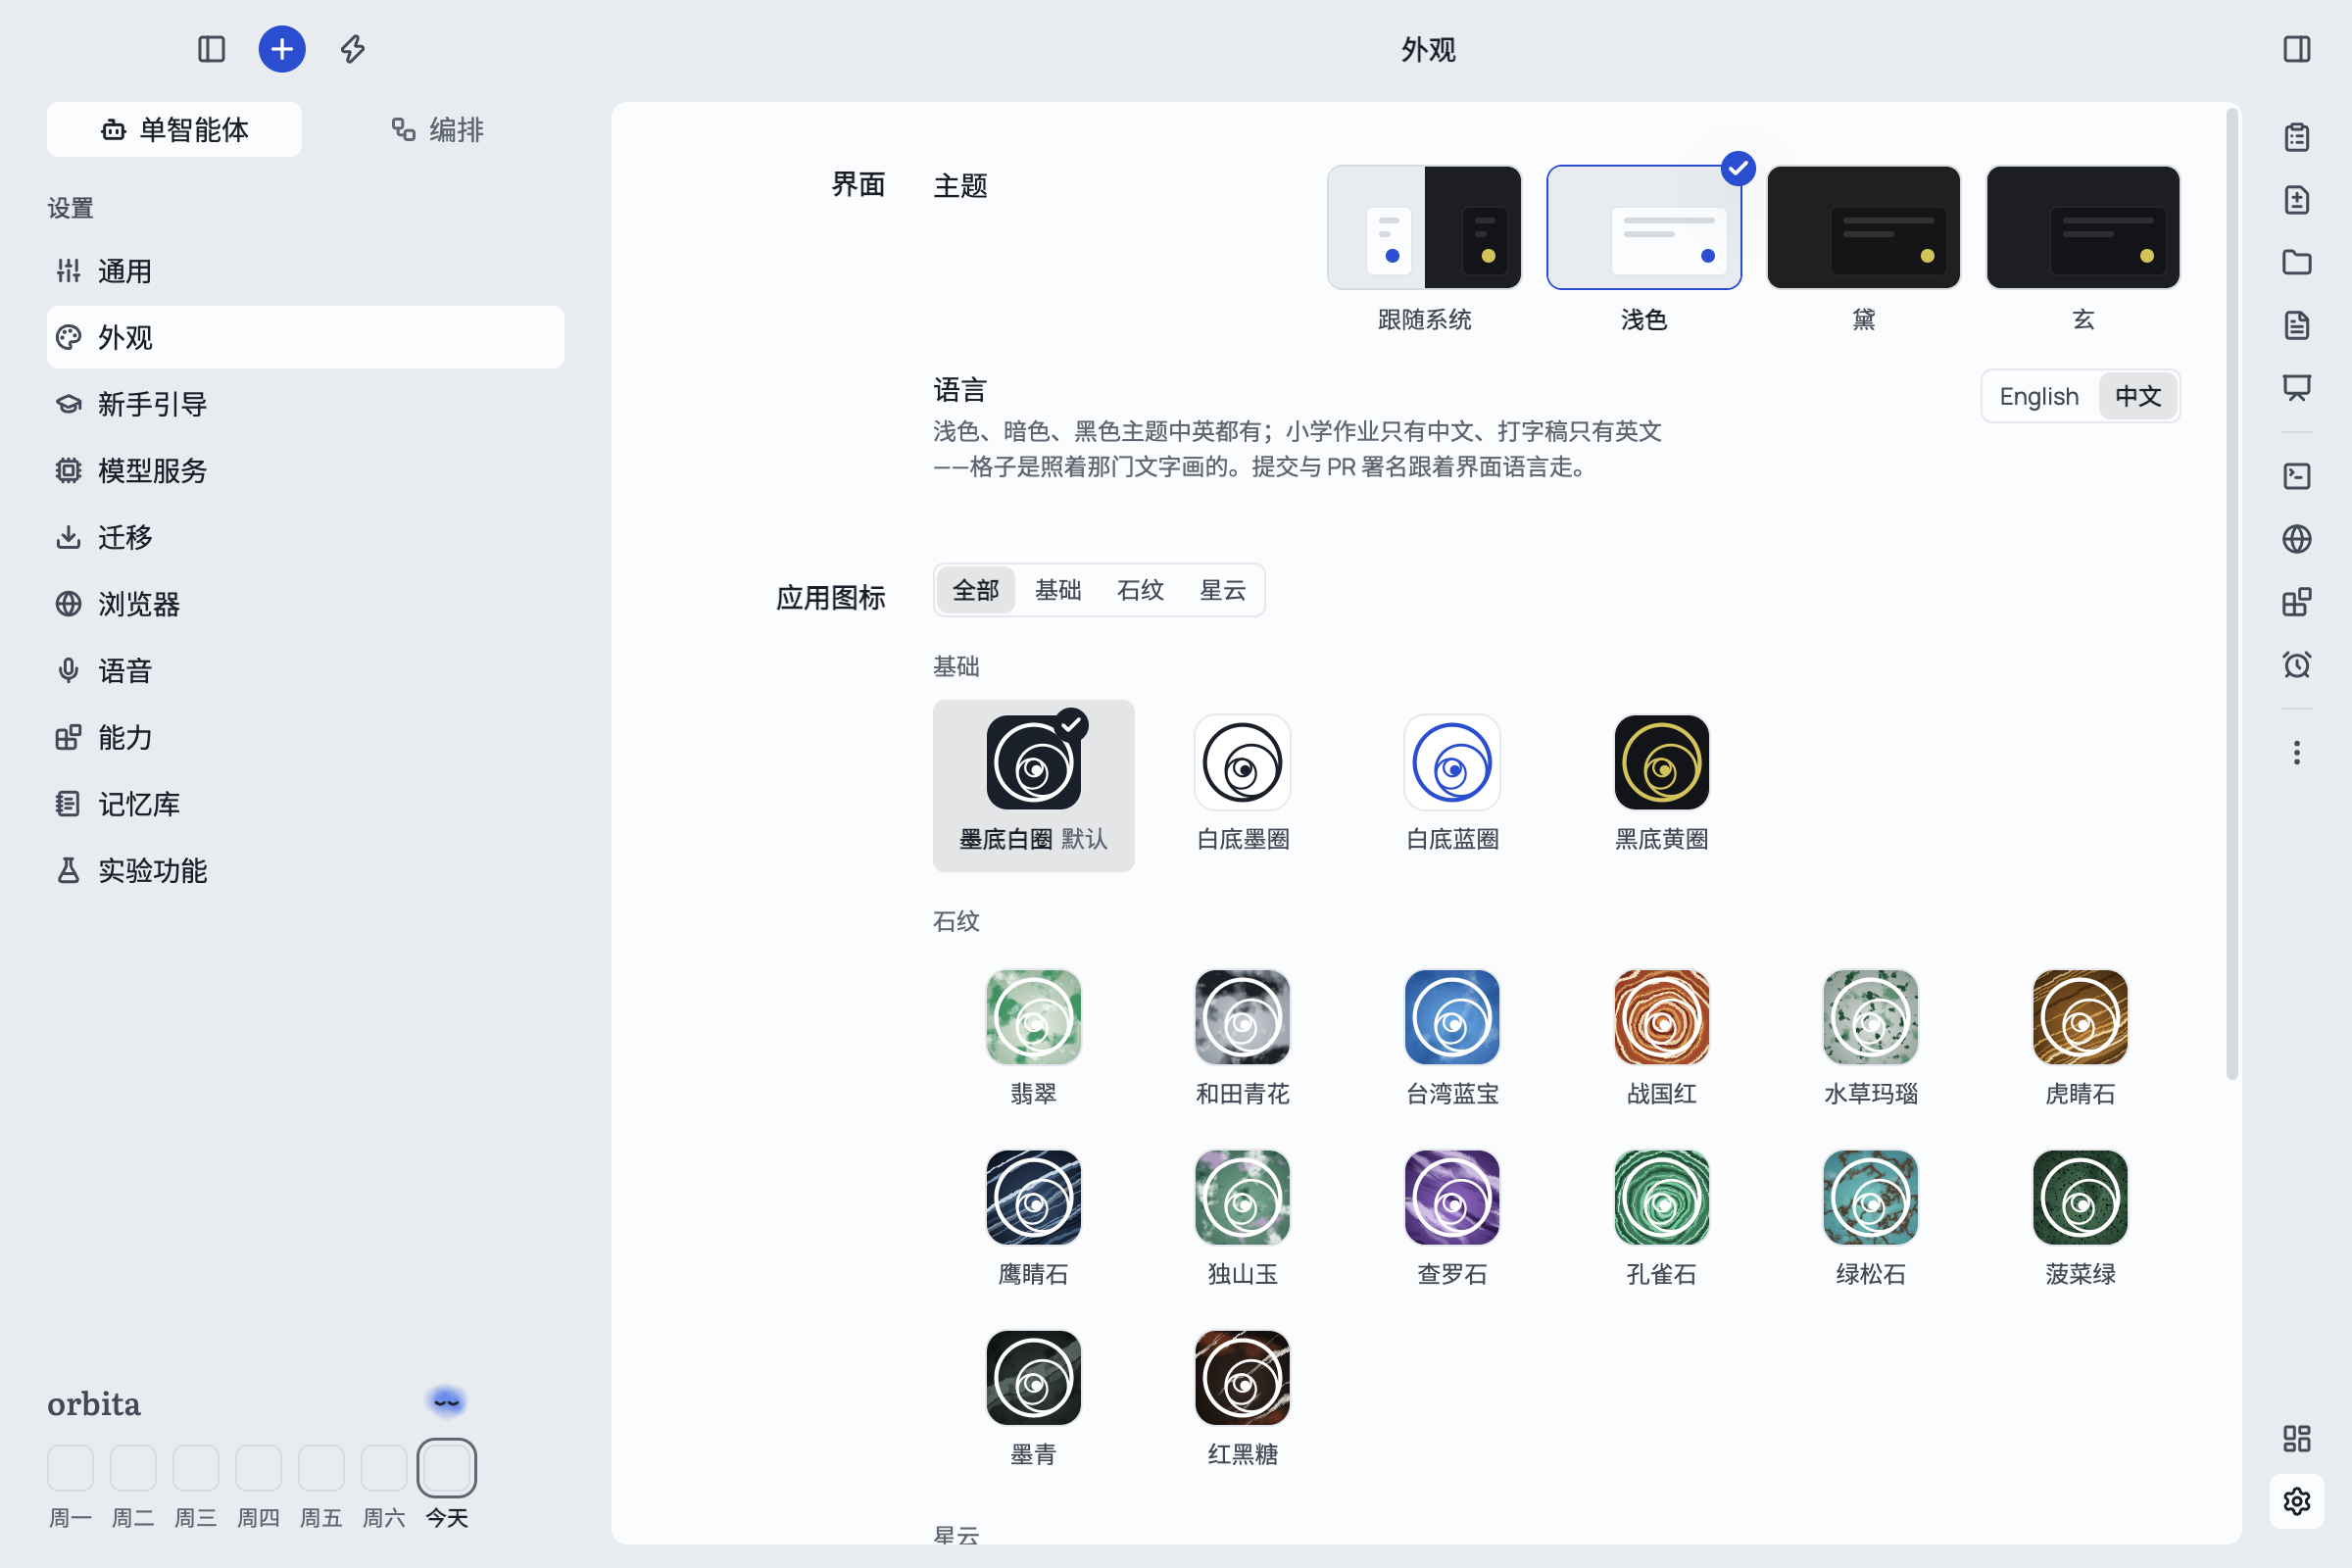 外观
单智能体
编排
设置
通用
外观
新手引导
模型服务
迁移
浏览器
语音
能力
记忆库
实验功能
orbita
周一 周二 周三 周四 周五 周六 今天
界面
主题
跟随系统 浅色 黛 玄
语言
English 中文
浅色、暗色、黑色主题中英都有；小学作业只有中文、打字稿只有英文
——格子是照着那门文字画的。提交与 PR 署名跟着界面语言走。
应用图标
全部 基础 石纹 星云
基础
墨底白圈 默认 白底墨圈 白底蓝圈 黑底黄圈
石纹
翡翠 和田青花 台湾蓝宝 战国红 水草玛瑙 虎睛石
鹰睛石 独山玉 查罗石 孔雀石 绿松石 菠菜绿
墨青 红黑糖
星云